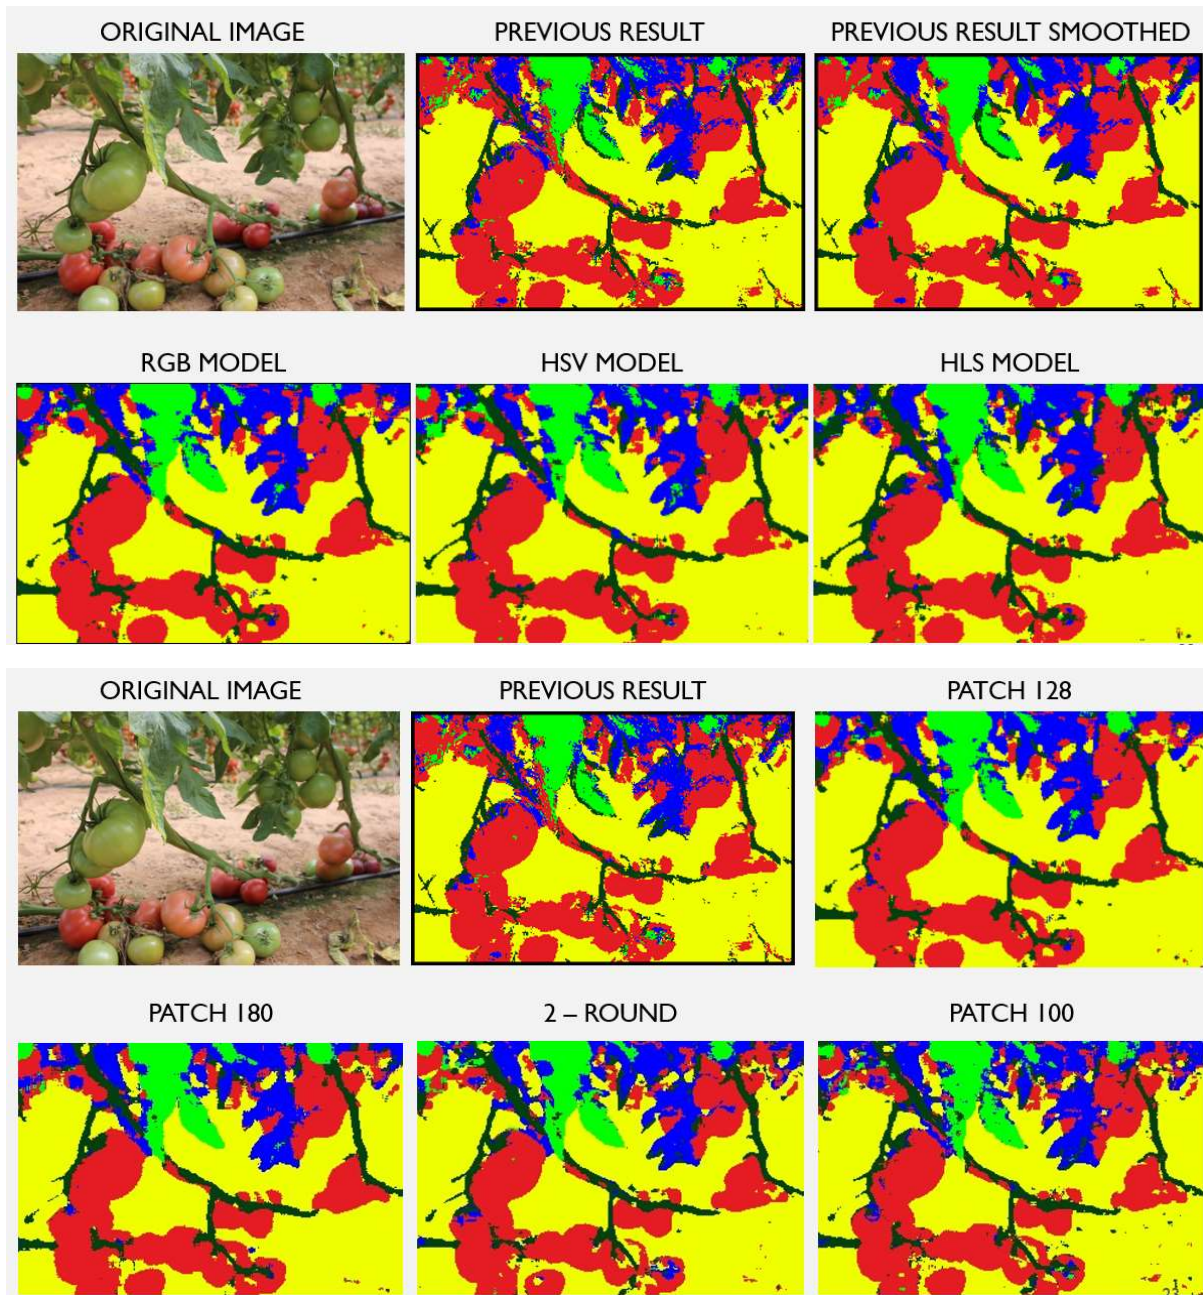 ORIGINAL IMAGE
PREVIOUS RESULT
PREVIOUS RESULT SMOOTHED
RGB MODEL
HSV MODEL
HLS MODEL
ORIGINAL IMAGE
PREVIOUS RESULT
PATCH 128
PATCH 180
2 – ROUND
PATCH 100